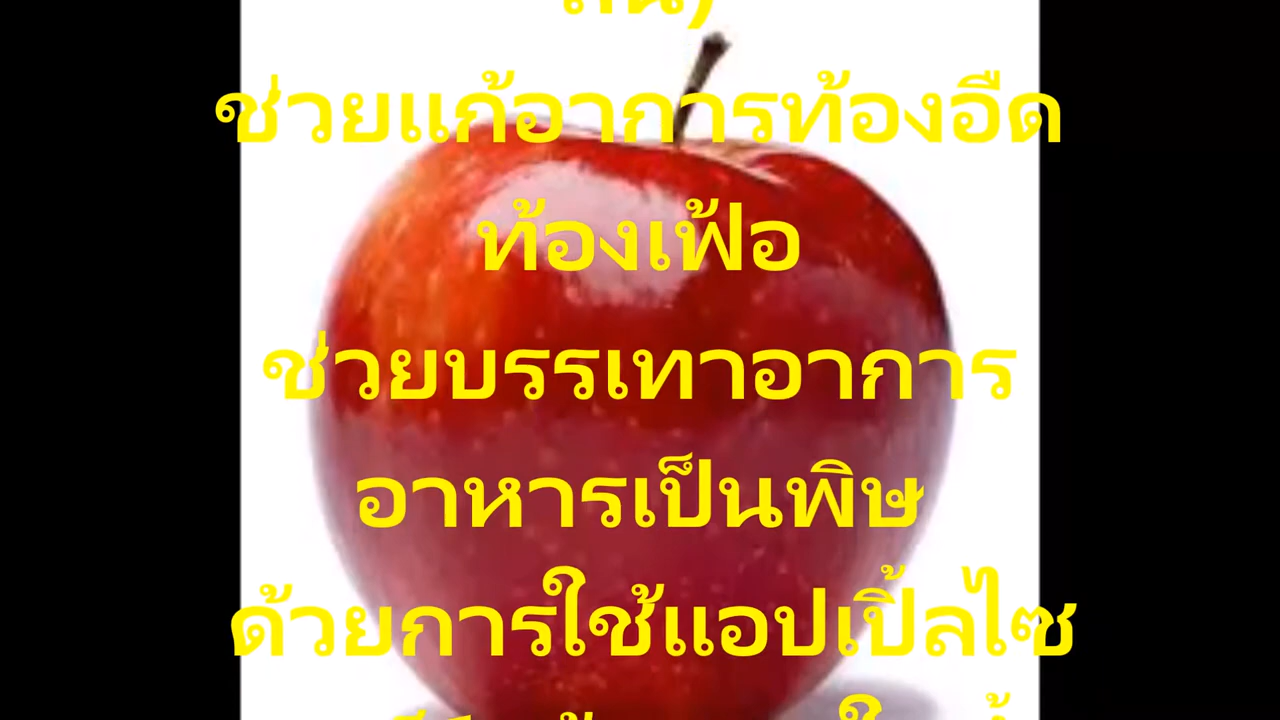 ช่วยแก้อาการท้องอืด
ท้องเฟ้อ
ช่วยบรรเทาอาการ
อาหารเป็นพิษ
ด้วยการใช้แอปเปิ้ลไซ